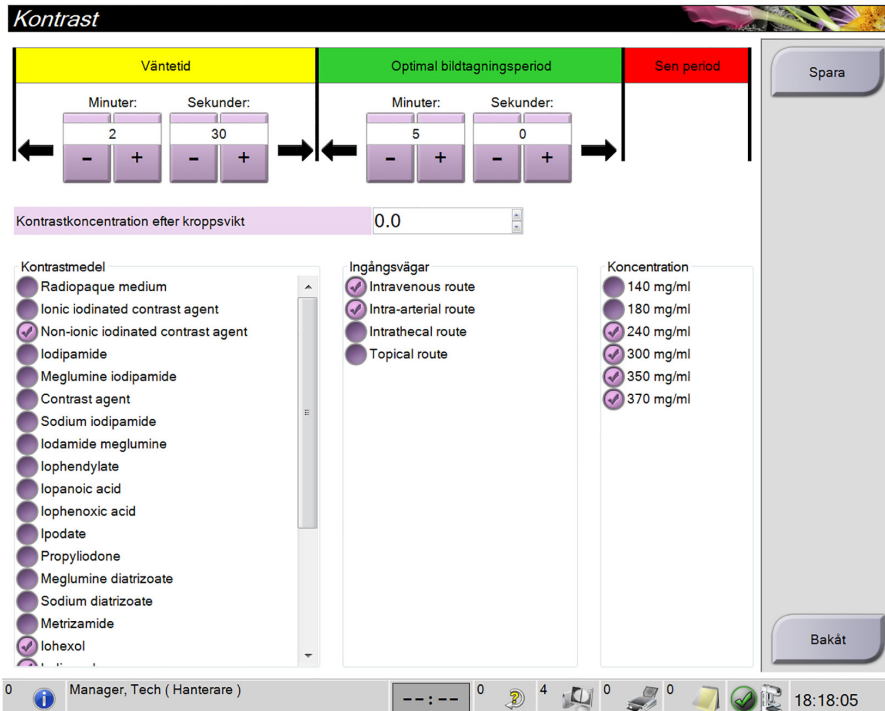 Kontrast
Väntetid
Optimal bildtagningsperiod
Sen period
Spara
Minuter: Sekunder:
2 30
- + - +
Minuter: Sekunder:
5 0
- + - +
Kontrastkoncentration efter kroppsvikt 0.0
Kontrastmedel
Radiopaque medium
Ionic iodinated contrast agent
Non-ionic iodinated contrast agent
Iodipamide
Meglumine iodipamide
Contrast agent
Sodium iodipamide
Iodamide meglumine
Iophendylate
Iopanoic acid
Iophenoxic acid
Ipodate
Propyliodone
Meglumine diatrizoate
Sodium diatrizoate
Metrizamide
Iohexol
Ingångsvägar
Intravenous route
Intra-arterial route
Intrathecal route
Topical route
Koncentration
140 mg/ml
180 mg/ml
240 mg/ml
300 mg/ml
350 mg/ml
370 mg/ml
Bakåt
0 Manager, Tech ( Hanterare ) --:-- 0 4 0 0 18:18:05